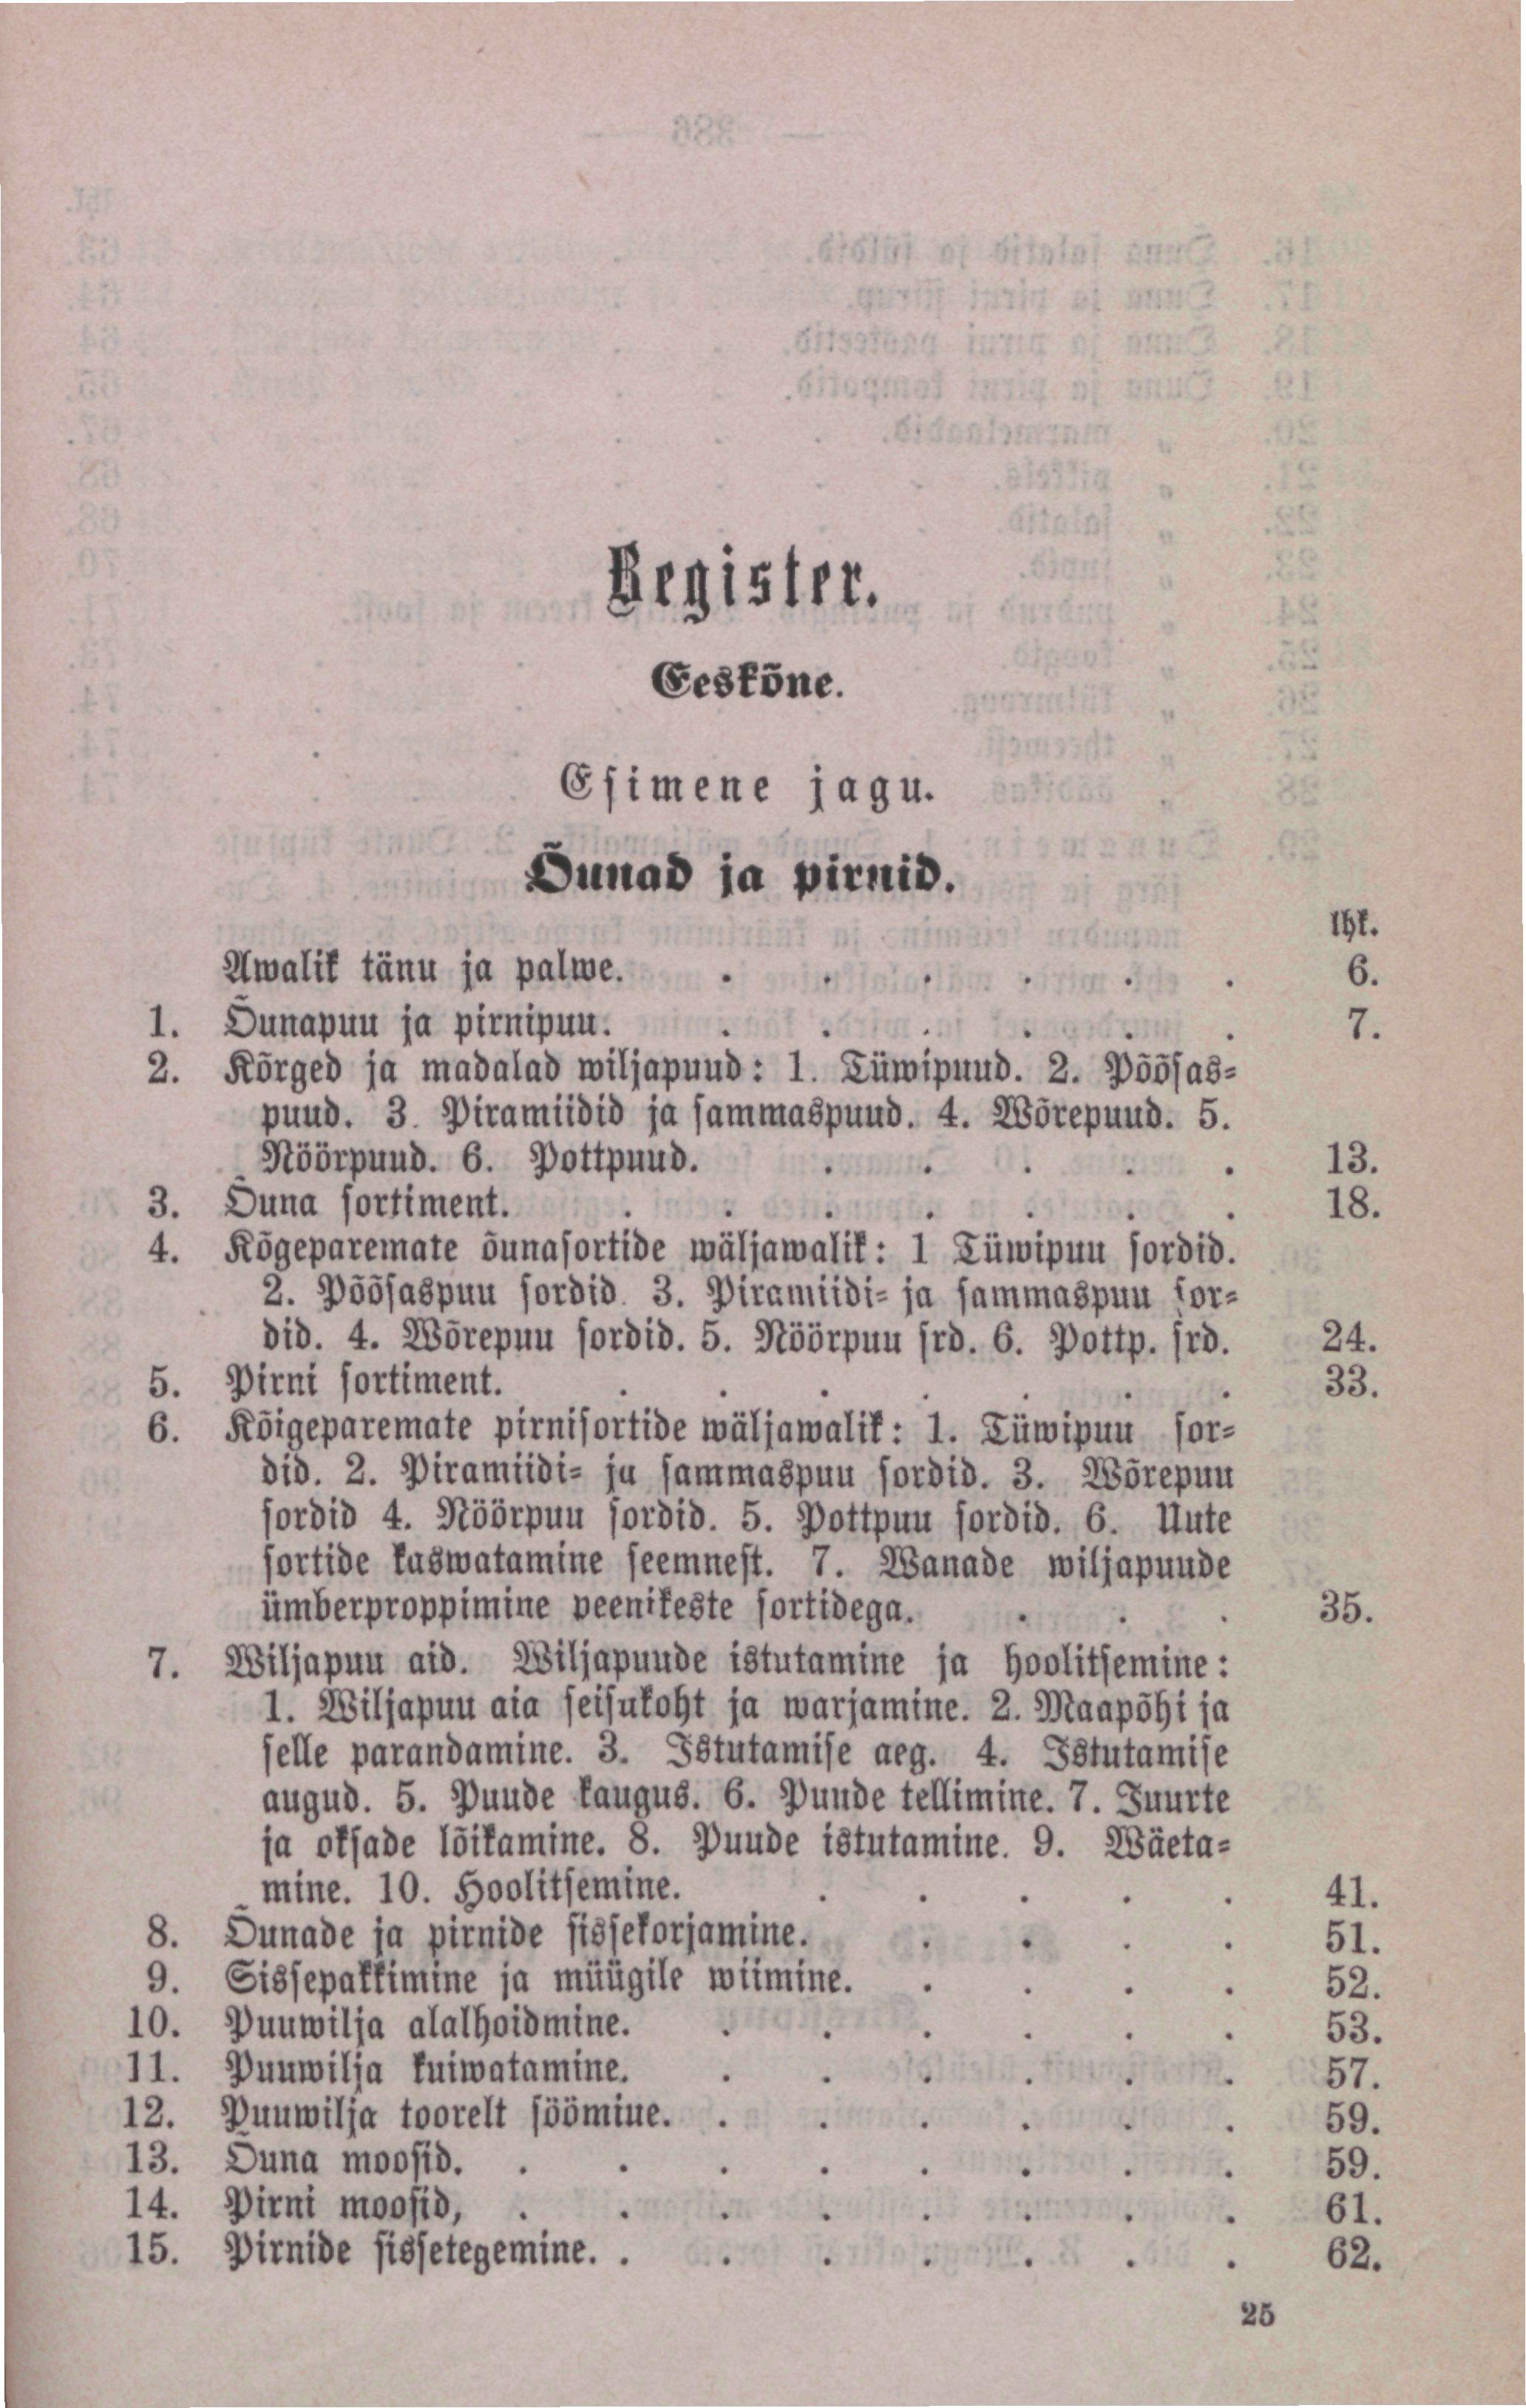 Register.
Eeskõne.
Esimene jagu.
Õunad ja pirnid.
lhk.
Awalik tänu ja palwe. . . . . . . 6.
1. Õunapuu ja pirnipuu. . . . . . . 7.
2. Kõrged ja madalad wiljapuud: 1. Tüwipuud. 2. Põõsas-
puud. 3. Piramiidid ja sammaspuud. 4. Wõrepuud. 5.
Nöörpuud. 6. Pottpuud. . . . . . 13.
3. Õuna sortiment. . . . . . . . 18.
4. Kõgeparemate õunasortide wäljawalik: 1 Tüwipuu sordid.
2. Põõsaspuu sordid. 3. Piramiidi- ja sammaspuu sor-
did. 4. Wõrepuu sordid. 5. Nöörpuu srd. 6. Pottp. srd. 24.
5. Pirni sortiment. . . . . . . . 33.
6. Kõigeparemate pirnisortide wäljawalik: 1. Tüwipuu sor-
did. 2. Piramiidi- ja sammaspuu sordid. 3. Wõrepuu
sordid 4. Nöörpuu sordid. 5. Pottpuu sordid. 6. Uute
sortide kaswatamine seemnest. 7. Wanade wiljapuude
ümberproppimine peenikeste sortidega. . . . 35.
7. Wiljapuu aid. Wiljapuude istutamine ja hoolitsemine:
1. Wiljapuu aia seisukoht ja warjamine. 2. Maapõhi ja
selle parandamine. 3. Istutamise aeg. 4. Istutamise
augud. 5. Puude kaugus. 6. Puude tellimine. 7. Juurte
ja oksade lõikamine. 8. Puude istutamine. 9. Wäeta-
mine. 10. Hoolitsemine. . . . . . 41.
8. Õunade ja pirnide sissekorjamine. . . . . 51.
9. Sissepakkimine ja müügile wiimine. . . . . 52.
10. Puuwilja alalhoidmine. . . . . . . 53.
11. Puuwilja kuiwatamine. . . . . . . 57.
12. Puuwilja toorelt söömine. . . . . . . 59.
13. Õuna moosid. . . . . . . . . 59.
14. Pirni moosid, . . . . . . . . 61.
15. Pirnide sissetegemine. . . . . . . . 62.
25